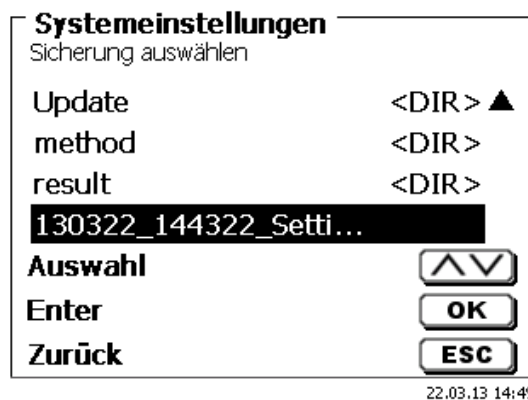 Systemeinstellungen
Sicherung auswählen
Update <DIR>
method <DIR>
result <DIR>
130322_144322_Setti...
Auswahl
Enter OK
Zurück ESC
22.03.13 14:49